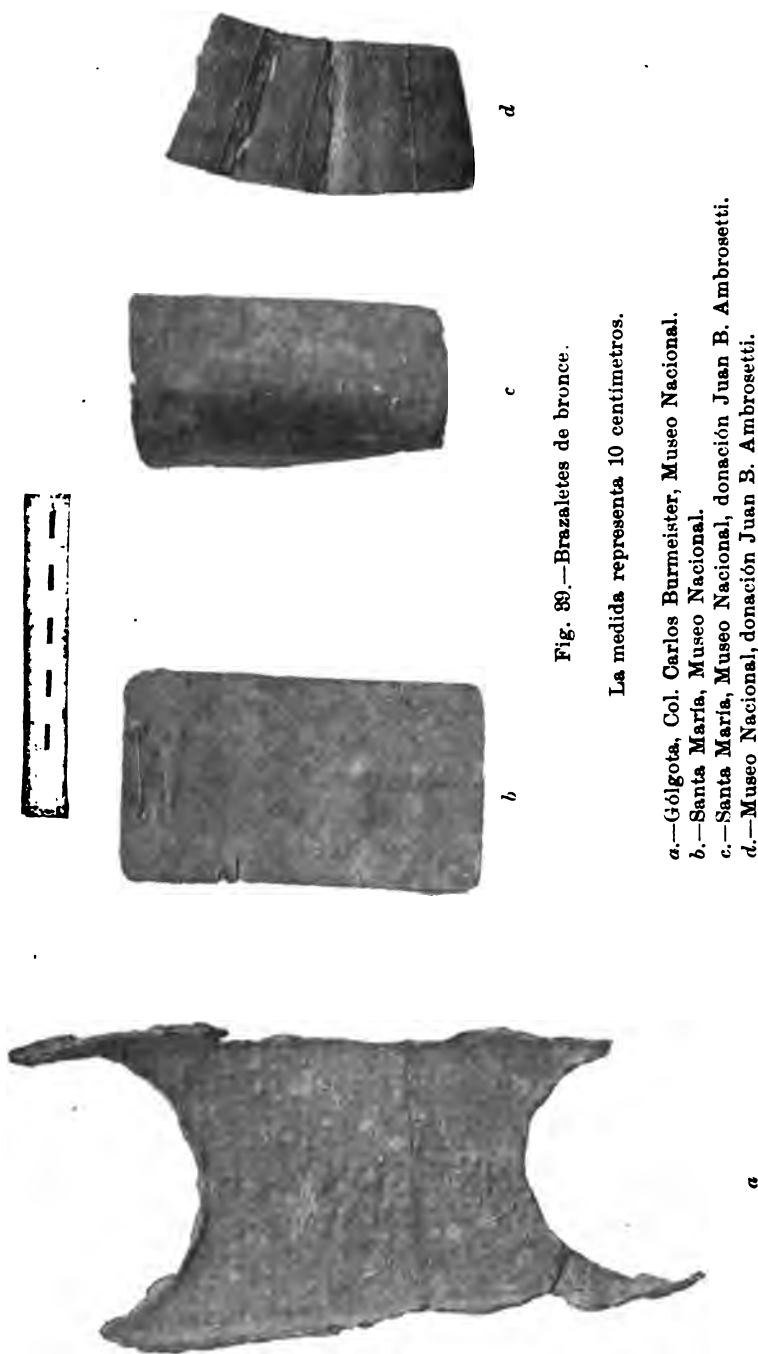 a
b
c
d
Fig. 39.—Brazaletes de bronce.
La medida representa 10 centímetros.
a.—Gólgota, Col. Carlos Burmeister, Museo Nacional.
b.—Santa María, Museo Nacional.
c.—Santa María, Museo Nacional, donación Juan B. Ambrosetti.
d.—Museo Nacional, donación Juan B. Ambrosetti.